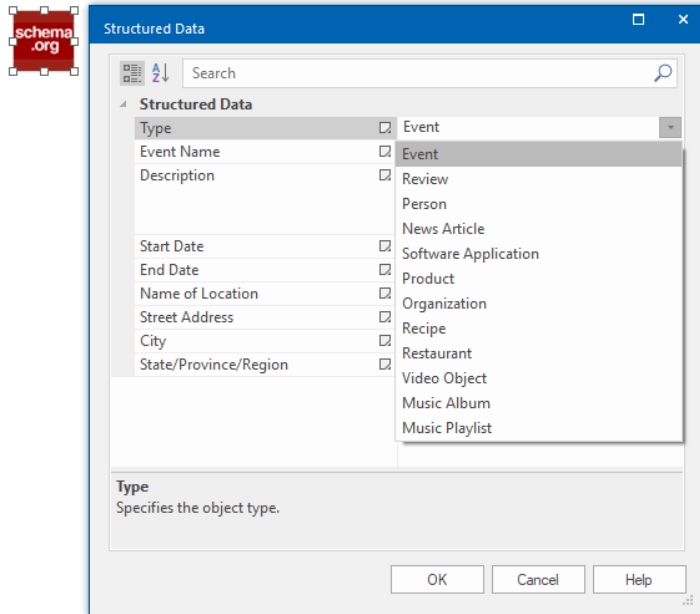 schema
.org
Structured Data
Search
Structured Data
Type
Event
Event Name
Description
Start Date
End Date
Name of Location
Street Address
City
State/Province/Region
Event
Review
Person
News Article
Software Application
Product
Organization
Recipe
Restaurant
Video Object
Music Album
Music Playlist
Type
Specifies the object type.
OK
Cancel
Help